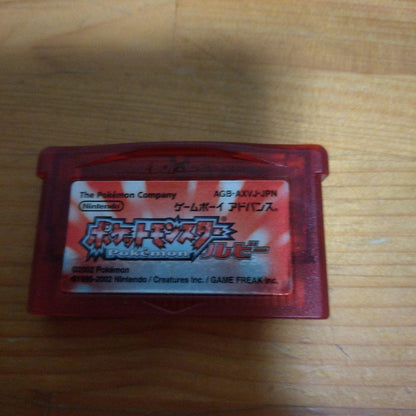 The Pokémon Company
AGB-AXVJ-JPN
Nintendo
ゲームボーイ アドバンス
ポケットモンスター
Pokémon
ルビー
©2002 Pokémon
©1995-2002 Nintendo / Creatures inc. / GAME FREAK inc.